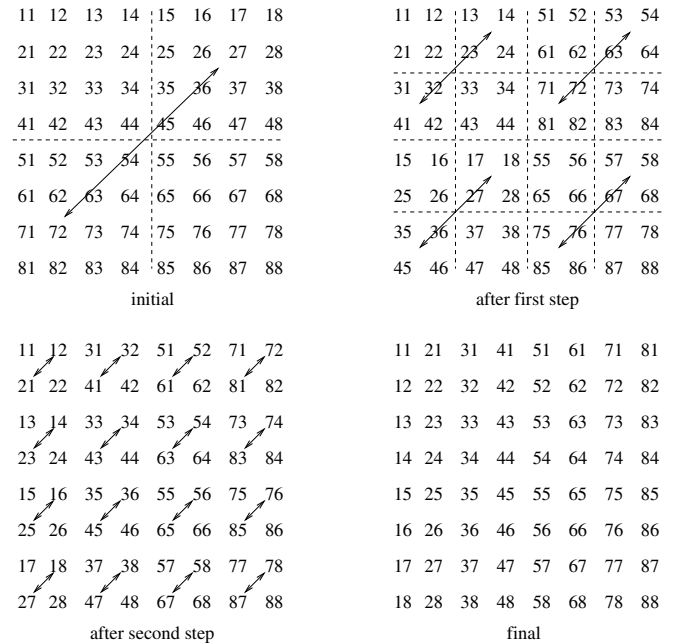 11 12 13 14 15 16 17 18
21 22 23 24 25 26 27 28
31 32 33 34 35 36 37 38
41 42 43 44 45 46 47 48
51 52 53 54 55 56 57 58
61 62 63 64 65 66 67 68
71 72 73 74 75 76 77 78
81 82 83 84 85 86 87 88
initial
11 12 13 14 51 52 53 54
21 22 23 24 61 62 63 64
31 32 33 34 71 72 73 74
41 42 43 44 81 82 83 84
15 16 17 18 55 56 57 58
25 26 27 28 65 66 67 68
35 36 37 38 75 76 77 78
45 46 47 48 85 86 87 88
after first step
11 12 31 32 51 52 71 72
21 22 41 42 61 62 81 82
13 14 33 34 53 54 73 74
23 24 43 44 63 64 83 84
15 16 35 36 55 56 75 76
25 26 45 46 65 66 85 86
17 18 37 38 57 58 77 78
27 28 47 48 67 68 87 88
after second step
11 21 31 41 51 61 71 81
12 22 32 42 52 62 72 82
13 23 33 43 53 63 73 83
14 24 34 44 54 64 74 84
15 25 35 45 55 65 75 85
16 26 36 46 56 66 76 86
17 27 37 47 57 67 77 87
18 28 38 48 58 68 78 88
final